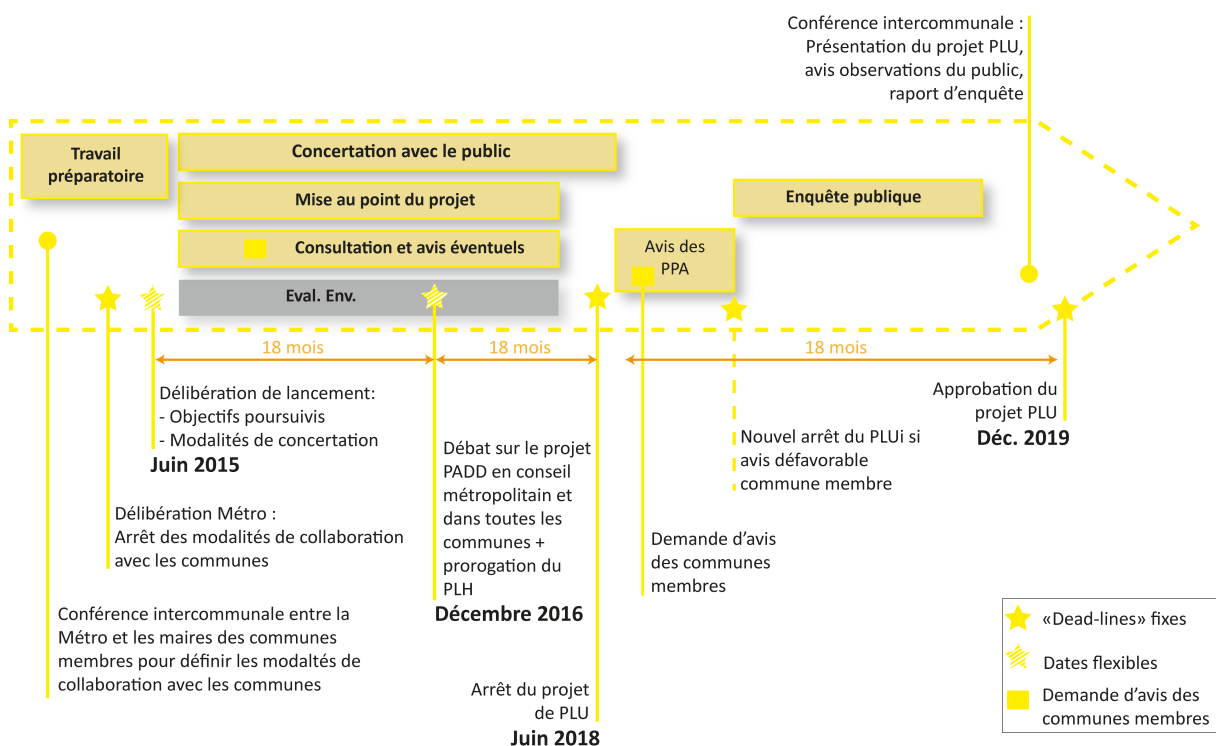 Conférence intercommunale :
Présentation du projet PLU,
avis observations du public,
raport d’enquête
Travail
préparatoire
Concertation avec le public
Mise au point du projet
Consultation et avis éventuels
Eval. Env.
Avis des
PPA
Enquête publique
18 mois
18 mois
18 mois
Délibération de lancement:
- Objectifs poursuivis
- Modalités de concertation
Juin 2015
Délibération Métro :
Arrêt des modalités de collaboration
avec les communes
Conférence intercommunale entre la
Métro et les maires des communes
membres pour définir les modaltés de
collaboration avec les communes
Débat sur le projet
PADD en conseil
métropolitain et
dans toutes les
communes +
prorogation du
PLH
Décembre 2016
Arrêt du projet
de PLU
Juin 2018
Demande d’avis
des communes
membres
Nouvel arrêt du PLUi si
avis défavorable
commune membre
Approbation du
projet PLU
Déc. 2019
«Dead-lines» fixes
Dates flexibles
Demande d’avis des
communes membres